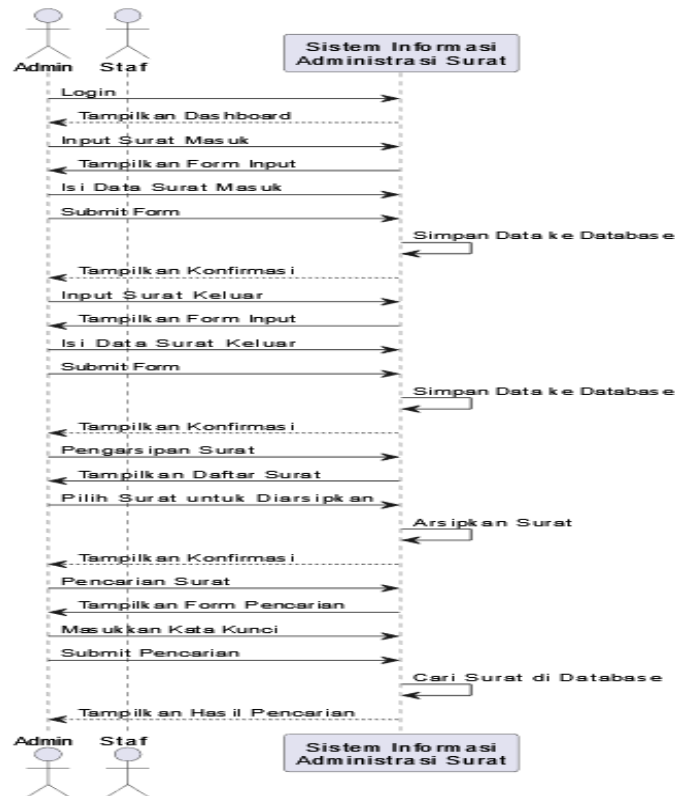 Admin
Staf
Sistem Informasi
Administrasi Surat
Login
Tampilkan Dashboard
Input Surat Masuk
Tampilkan Form Input
Isi Data Surat Masuk
Submit Form
Simpan Data ke Database
Tampilkan Konfirmasi
Input Surat Keluar
Tampilkan Form Input
Isi Data Surat Keluar
Submit Form
Simpan Data ke Database
Tampilkan Konfirmasi
Pengarsipan Surat
Tampilkan Daftar Surat
Pilih Surat untuk Diarsipkan
Arsipkan Surat
Tampilkan Konfirmasi
Pencarian Surat
Tampilkan Form Pencarian
Masukkan Kata Kunci
Submit Pencarian
Cari Surat di Database
Tampilkan Hasil Pencarian
Admin
Staf
Sistem Informasi
Administrasi Surat